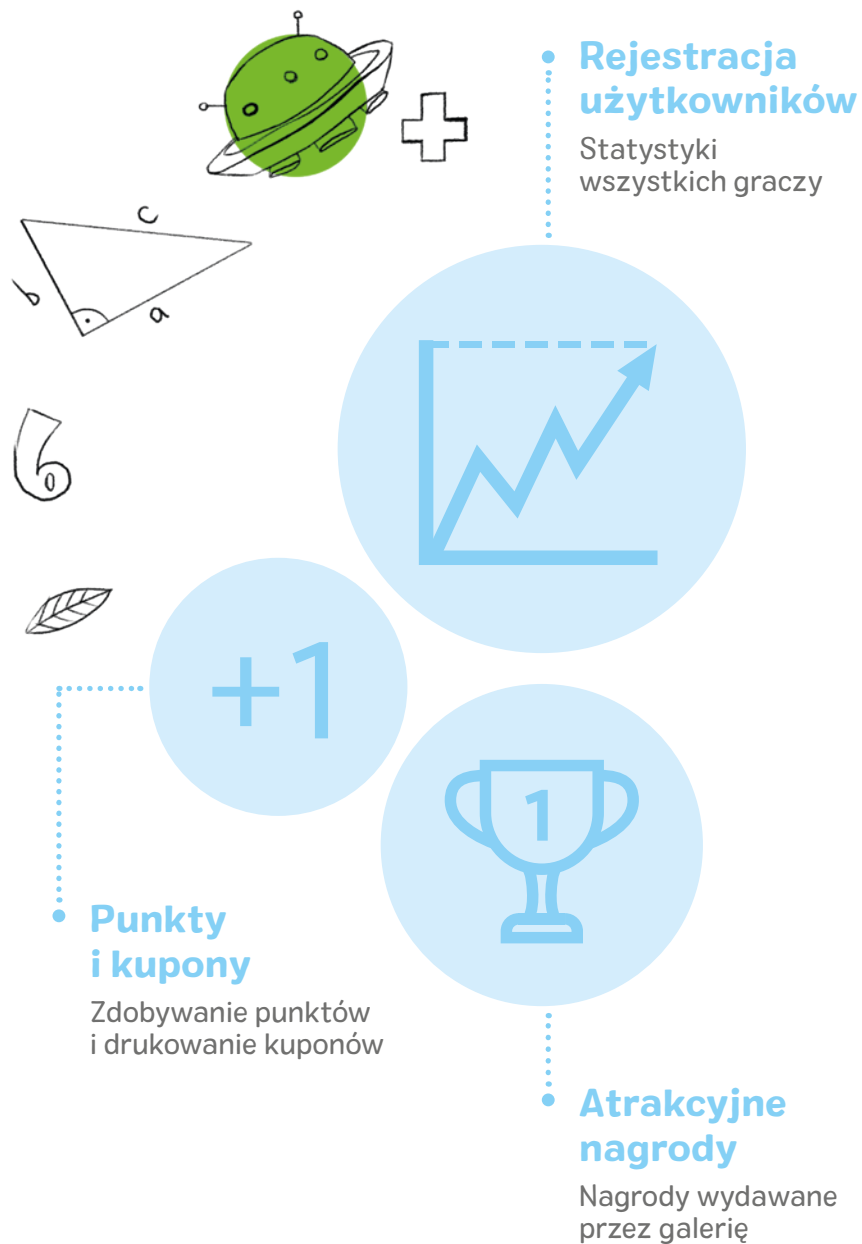 Rejestracja
użytkowników
Statystyki
wszystkich graczy
c
b
a
6
+1
1
Punkty
i kupony
Zdobywanie punktów
i drukowanie kuponów
Atrakcyjne
nagrody
Nagrody wydawane
przez galerię